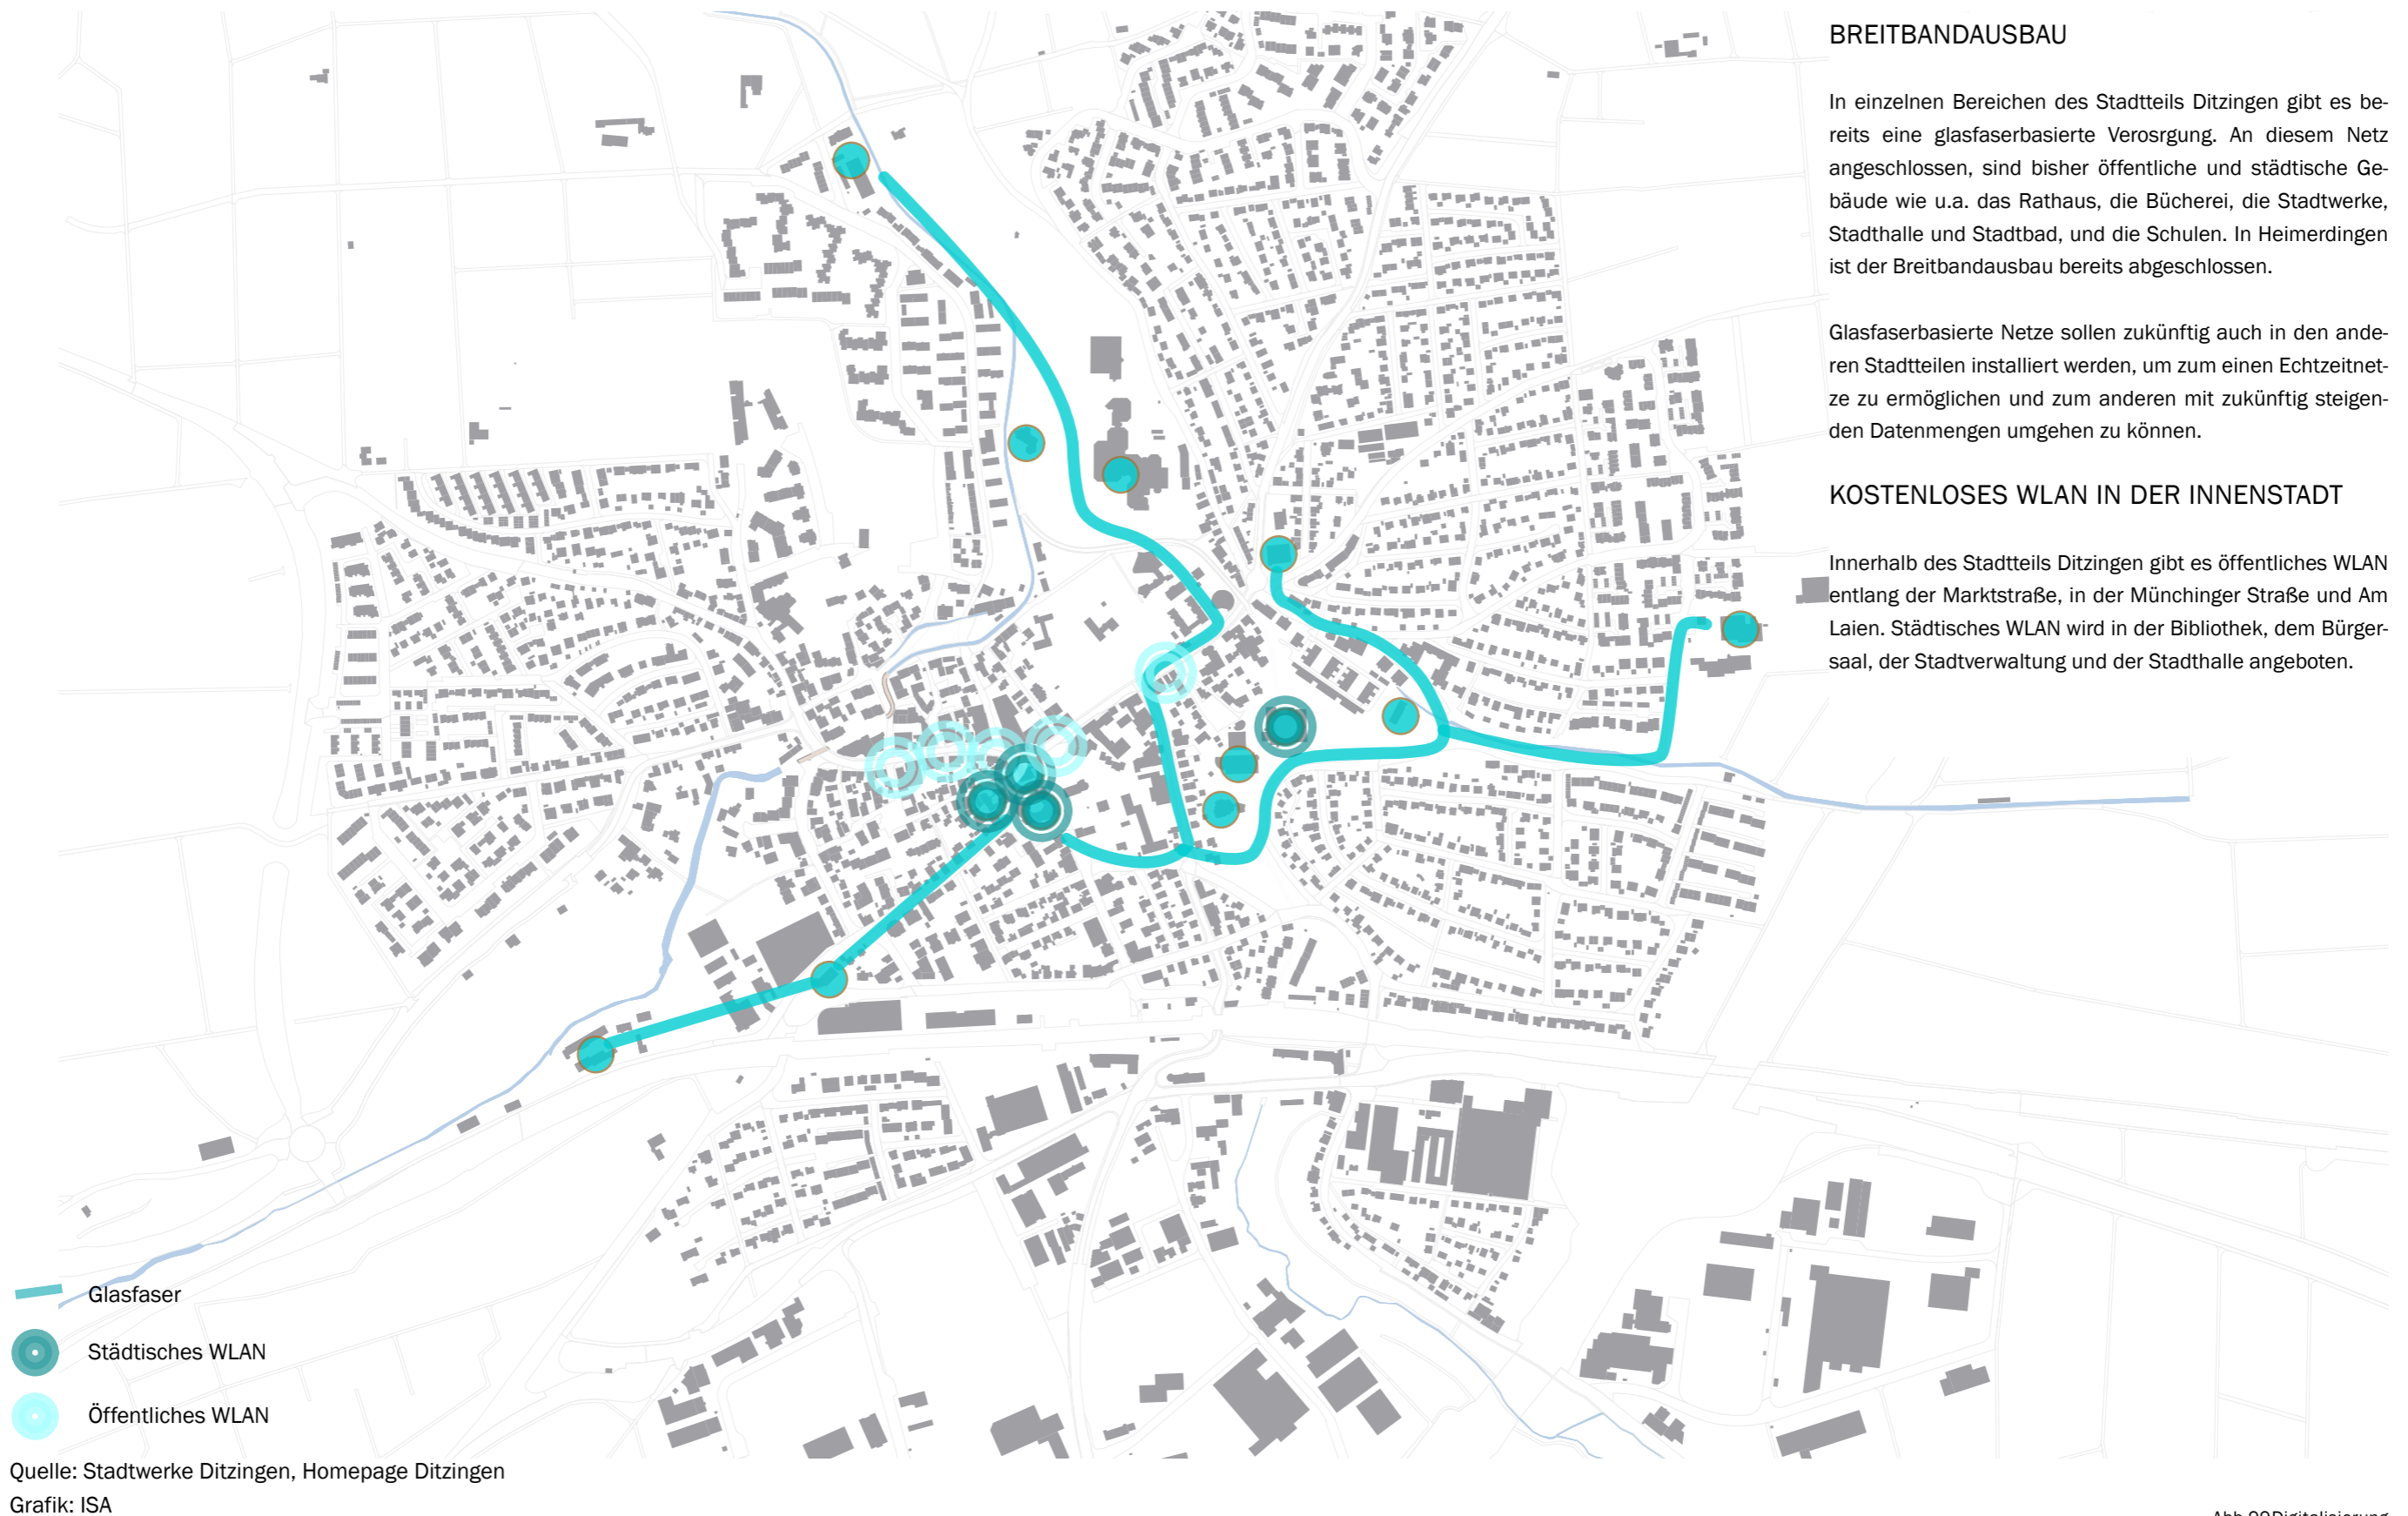 BREITBANDAUSBAU
In einzelnen Bereichen des Stadtteils Ditzingen gibt es be-
reits eine glasfaserbasierte Verosrgung. An diesem Netz
angeschlossen, sind bisher öffentliche und städtische Ge-
bäude wie u.a. das Rathaus, die Bücherei, die Stadtwerke,
Stadthalle und Stadtbad, und die Schulen. In Heimerdingen
ist der Breitbandausbau bereits abgeschlossen.
Glasfaserbasierte Netze sollen zukünftig auch in den ande-
ren Stadtteilen installiert werden, um zum einen Echtzeitnet-
ze zu ermöglichen und zum anderen mit zukünftig steigen-
den Datenmengen umgehen zu können.
KOSTENLOSES WLAN IN DER INNENSTADT
Innerhalb des Stadtteils Ditzingen gibt es öffentliches WLAN
entlang der Marktstraße, in der Münchinger Straße und Am
Laien. Städtisches WLAN wird in der Bibliothek, dem Bürger-
saal, der Stadtverwaltung und der Stadthalle angeboten.
Glasfaser
Städtisches WLAN
Öffentliches WLAN
Quelle: Stadtwerke Ditzingen, Homepage Ditzingen
Grafik: ISA